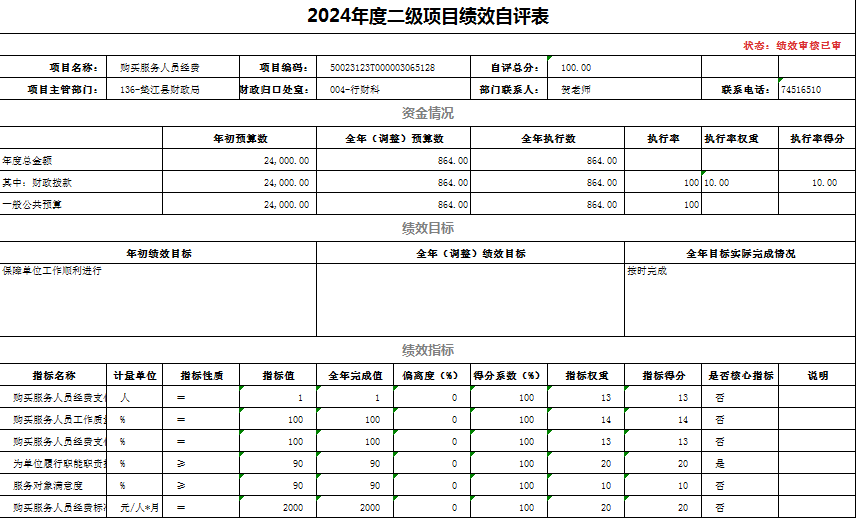 2024年度二级项目绩效自评表
状态：绩效审核已审
项目名称： 购买服务人员经费 项目编码： 50023123T000003065128 自评总分： 100.00
项目主管部门： 136-垫江县财政局 财政归口处室： 004-行财科 部门联系人： 贺老师 联系电话： 74516510
资金情况
年初预算数 全年（调整）预算数 全年执行数 执行率 执行率权重 执行率得分
年度总金额 24,000.00 864.00 864.00
其中：财政拨款 24,000.00 864.00 864.00 100 10.00 10.00
一般公共预算 24,000.00 864.00 864.00 100
绩效目标
年初绩效目标 全年（调整）绩效目标 全年目标实际完成情况
保障单位工作顺利进行 按时完成
绩效指标
指标名称 计量单位 指标性质 指标值 全年完成值 偏离度（%） 得分系数（%） 指标权重 指标得分 是否核心指标 说明
购买服务人员经费支 人 ＝ 1 1 0 100 13 13 否
购买服务人员工作质 % ＝ 100 100 0 100 14 14 否
购买服务人员经费支 % ＝ 100 100 0 100 13 13 否
为单位履行职能职责 % ≥ 90 90 0 100 20 20 是
服务对象满意度 % ≥ 90 90 0 100 10 10 否
购买服务人员经费标 元/人*月 ＝ 2000 2000 0 100 20 20 否